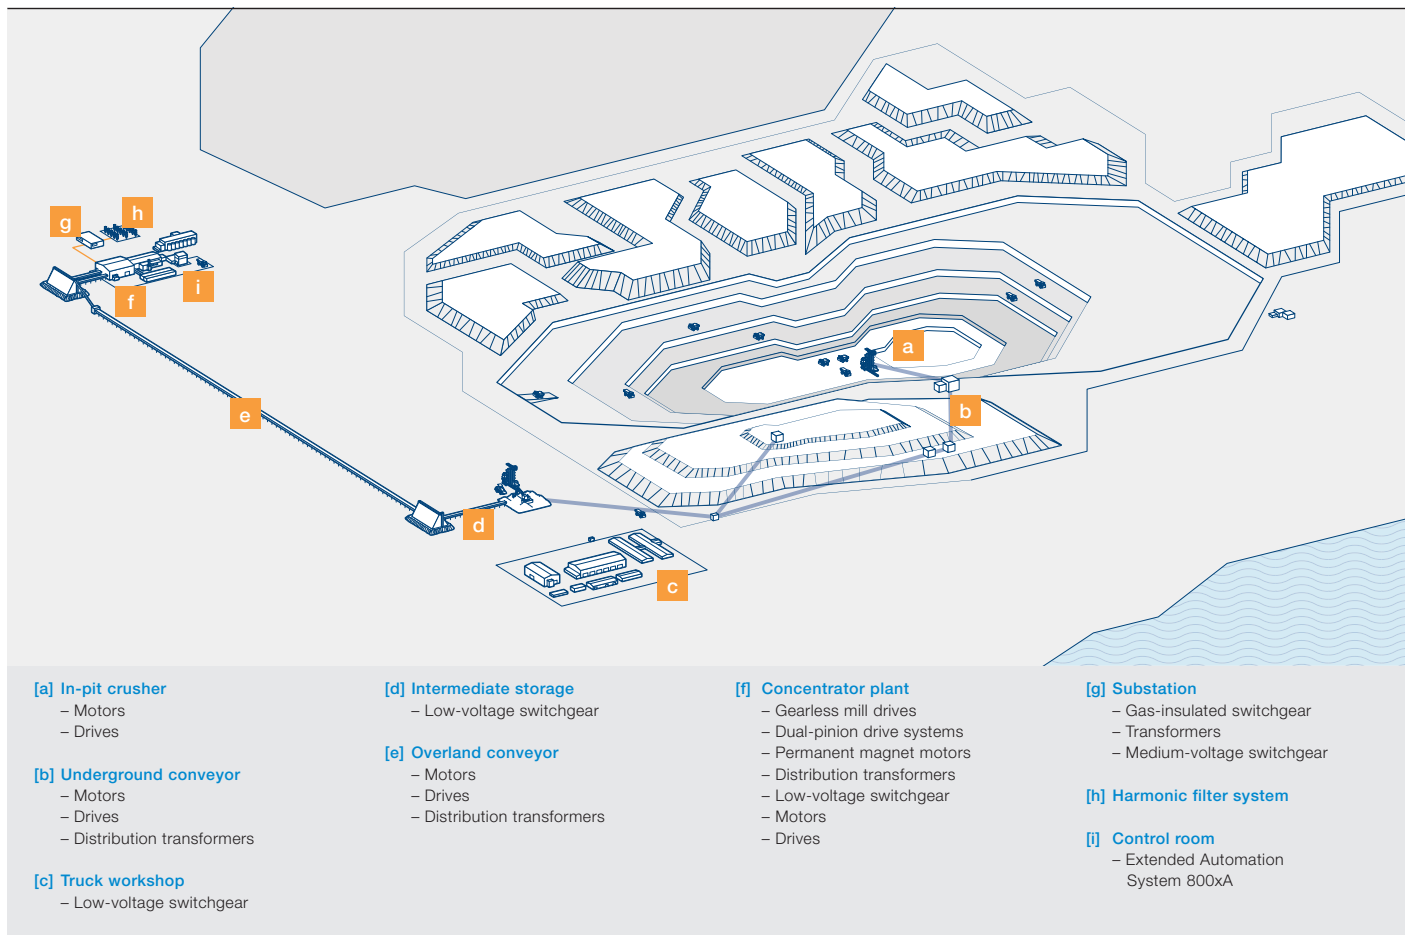 g
h
i
f
a
e
b
d
c
[a] In-pit crusher
– Motors
– Drives
[b] Underground conveyor
– Motors
– Drives
– Distribution transformers
[c] Truck workshop
– Low-voltage switchgear
[d] Intermediate storage
– Low-voltage switchgear
[e] Overland conveyor
– Motors
– Drives
– Distribution transformers
[f] Concentrator plant
– Gearless mill drives
– Dual-pinion drive systems
– Permanent magnet motors
– Distribution transformers
– Low-voltage switchgear
– Motors
– Drives
[g] Substation
– Gas-insulated switchgear
– Transformers
– Medium-voltage switchgear
[h] Harmonic filter system
[i] Control room
– Extended Automation
System 800xA